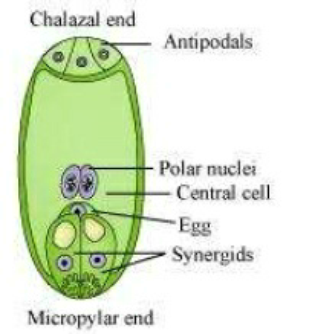 Chalazal end
Antipodals
Polar nuclei
Central cell
Egg
Synergids
Micropylar end